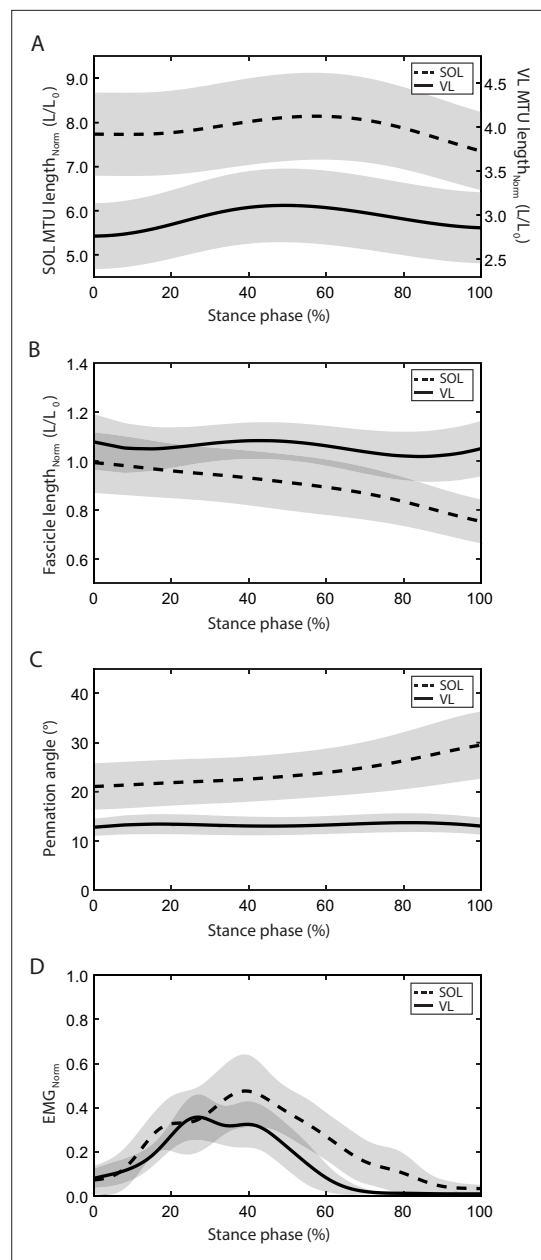 A
SOL MTU length_Norm (L/L_0)
9.0
8.0
7.0
6.0
5.0
SOL
VL
4.5
4.0
3.5
3.0
2.5
VL MTU length_Norm (L/L_0)
0 20 40 60 80 100
Stance phase (%)
B
Fascicle length_Norm (L/L_0)
1.4
1.2
1.0
0.8
0.6
SOL
VL
0 20 40 60 80 100
Stance phase (%)
C
Pennation angle (°)
40
30
20
10
0
SOL
VL
0 20 40 60 80 100
Stance phase (%)
D
EMG_Norm
1.0
0.8
0.6
0.4
0.2
0.0
SOL
VL
0 20 40 60 80 100
Stance phase (%)